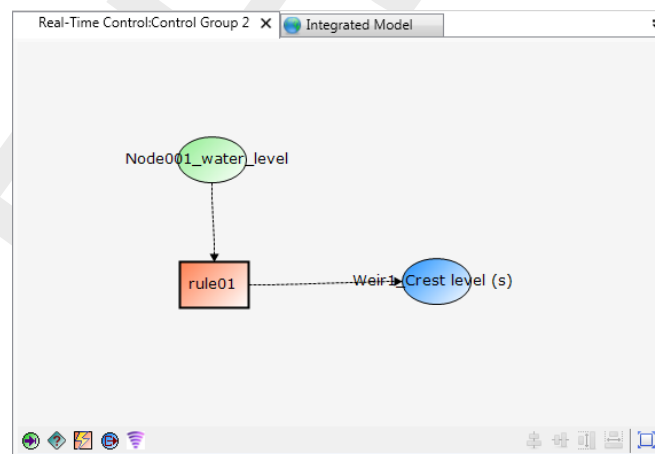 Real-Time Control:Control Group 2
Integrated Model
Node001_water_level
rule01
Weir1_Crest level (s)